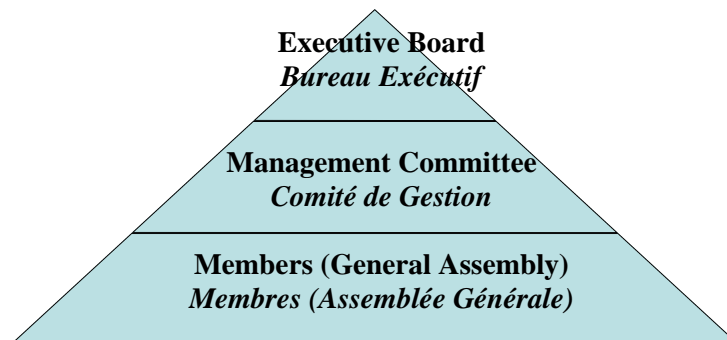 Executive Board
Bureau Exécutif
Management Committee
Comité de Gestion
Members (General Assembly)
Membres (Assemblée Générale)